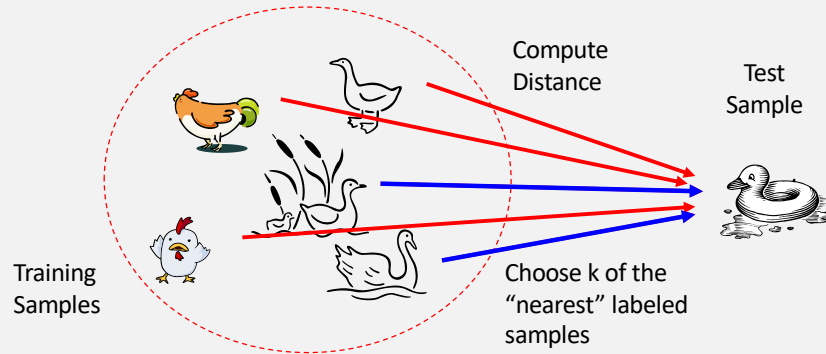 Compute
Distance
Test
Sample
Training
Samples
Choose k of the
“nearest” labeled
samples